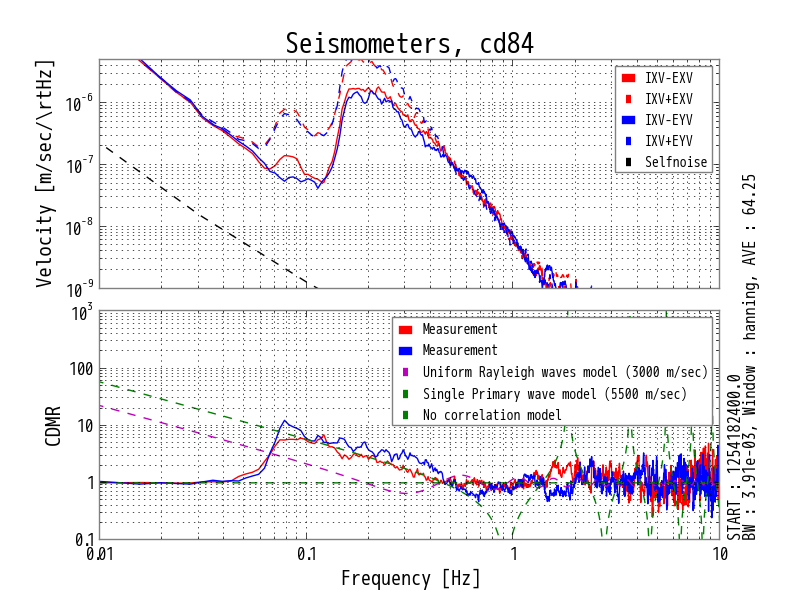 Seismometers, cd84
Velocity [m/sec/\rtHz]
10^-6
10^-7
10^-8
10^-9
IXV-EXV
IXV+EXV
IXV-EYV
IXV+EYV
Selfnoise
CDMR
10^3
100
10
1
0.1
Measurement
Measurement
Uniform Rayleigh waves model (3000 m/sec)
Single Primary wave model (5500 m/sec)
No correlation model
0.01
0.1
1
10
Frequency [Hz]
START : 1254182400.0
BW : 3.91e-03, Window : hanning, AVE : 64.25